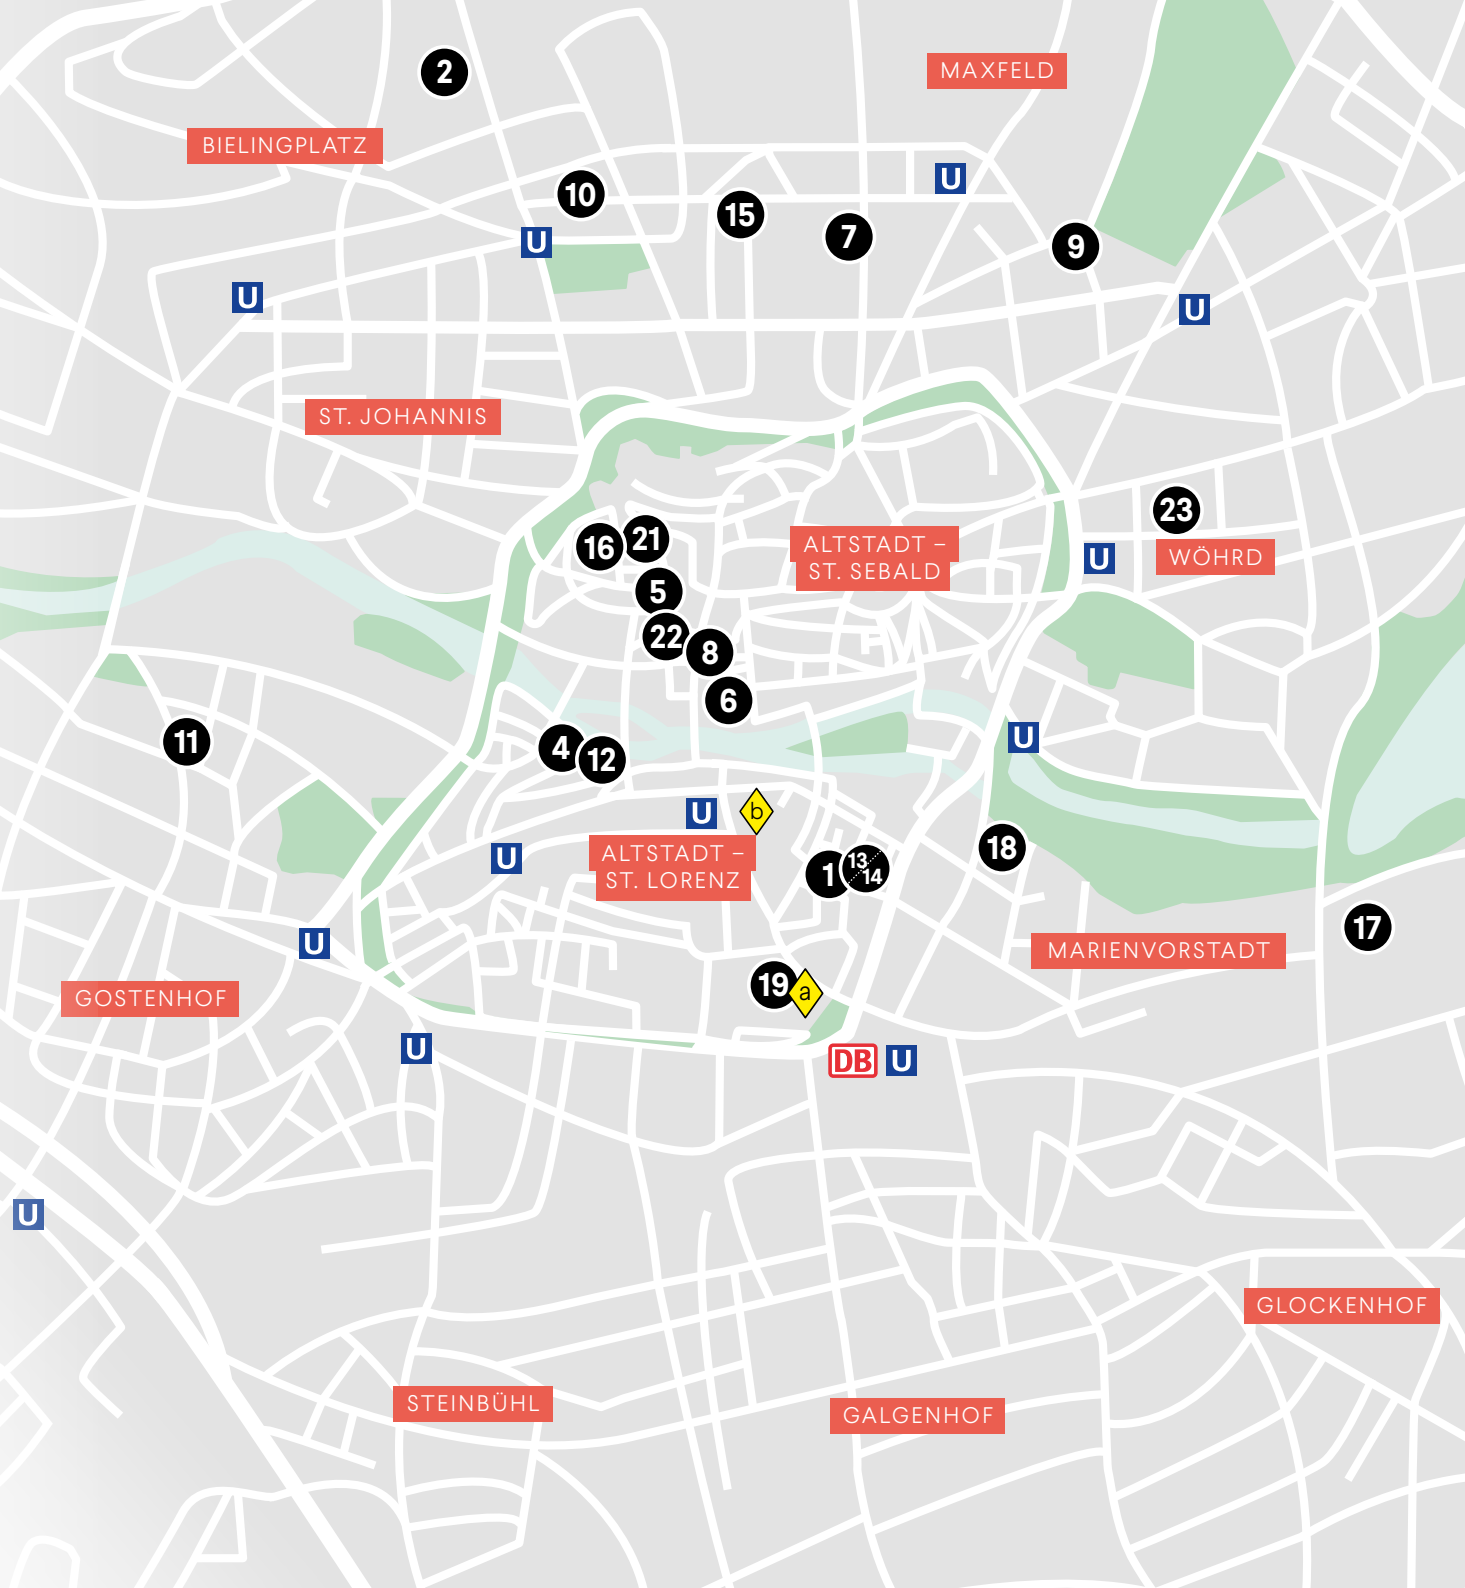 2
MAXFELD
BIELINGPLATZ
U
10
15
7
9
U
U
U
ST. JOHANNIS
23
16
21
ALTSTADT –
ST. SEBALD
U
WÖHRD
5
22
8
6
11
4
12
U
U
b
ALTSTADT –
ST. LORENZ
U
1
13
14
18
17
U
MARIENVORSTADT
19
a
GOSTENHOF
U
DB
U
U
GLOCKENHOF
STEINBÜHL
GALGENHOF